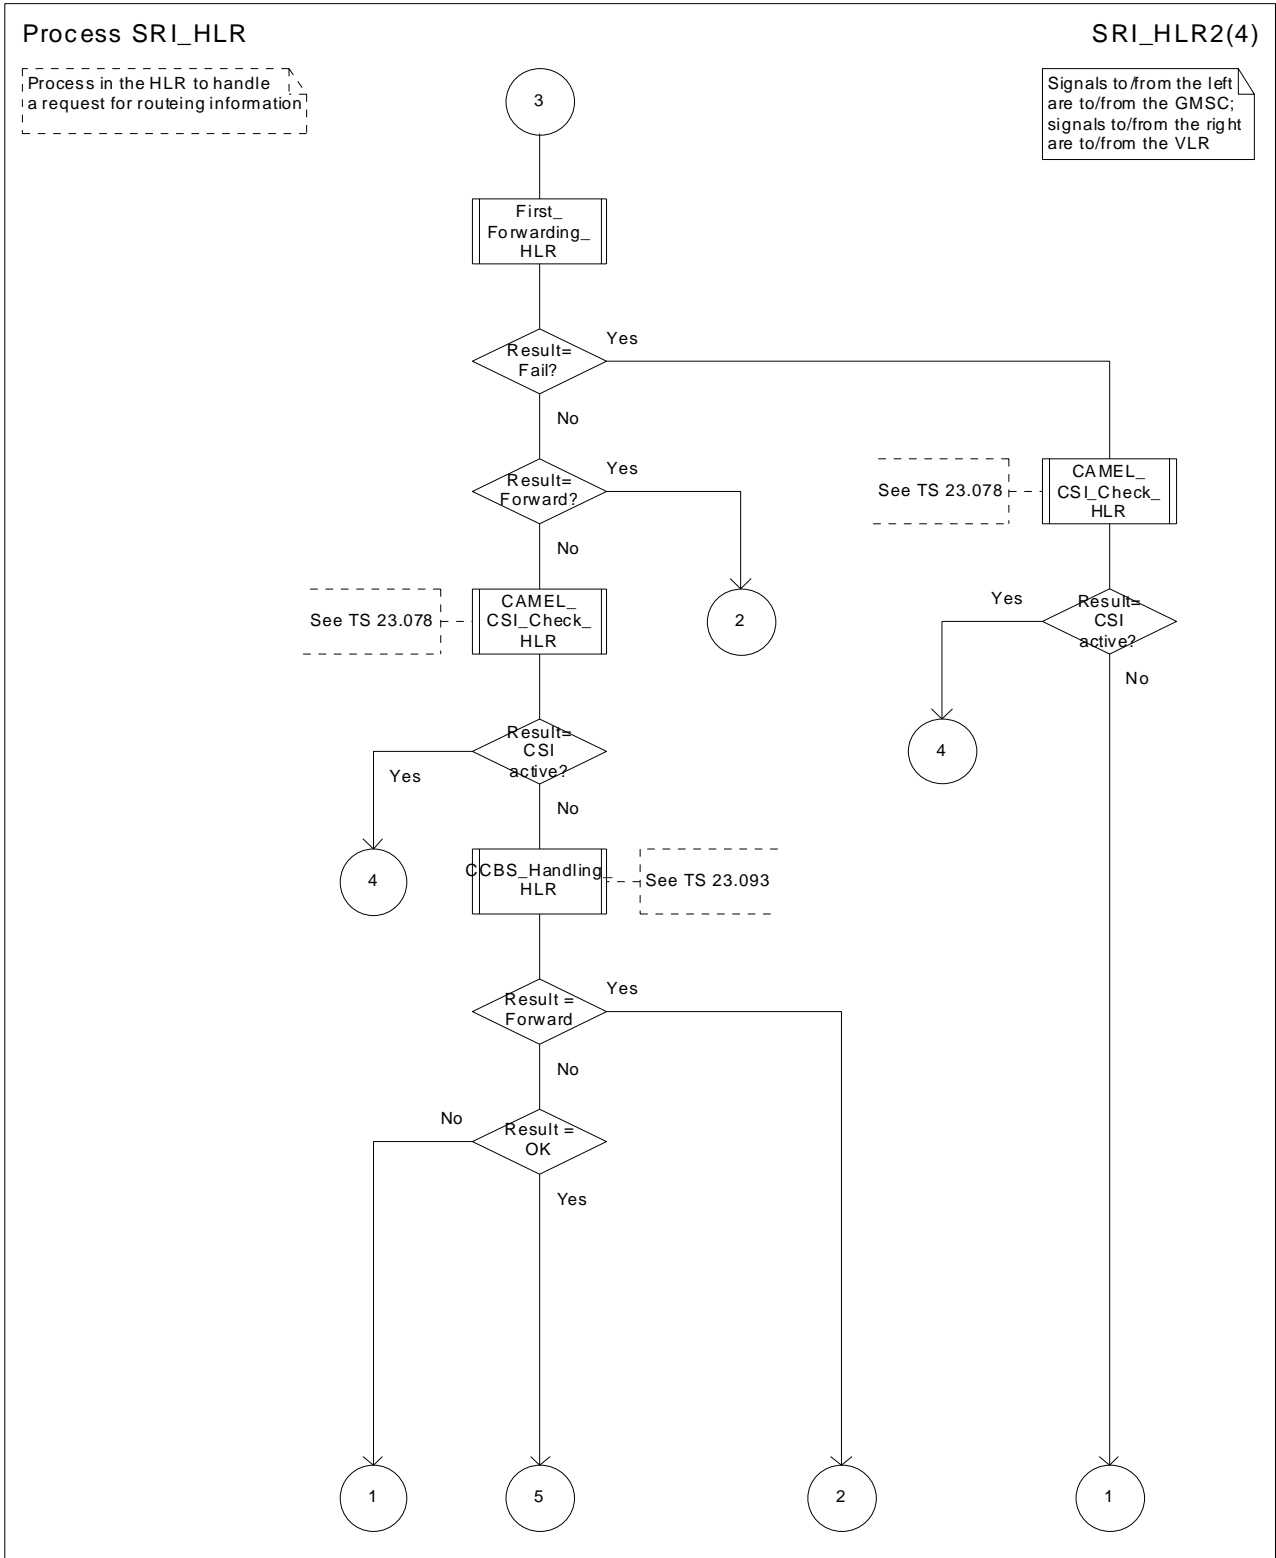 Process SRI_HLR
SRI_HLR2(4)
Process in the HLR to handle
a request for routeing information
Signals to/from the left
are to/from the GMSC;
signals to/from the right
are to/from the VLR
3
First_
Forwarding_
HLR
Result=
Fail?
Yes
No
Result=
Forward?
Yes
No
See TS 23.078
CAMEL_
CSI_Check_
HLR
See TS 23.078
CAMEL_
CSI_Check_
HLR
2
Yes
Result=
CSI
active?
No
Result=
CSI
active?
Yes
No
4
4
CCBS_Handling_
HLR
See TS 23.093
Result =
Forward
Yes
No
No
Result =
OK
Yes
1
5
2
1